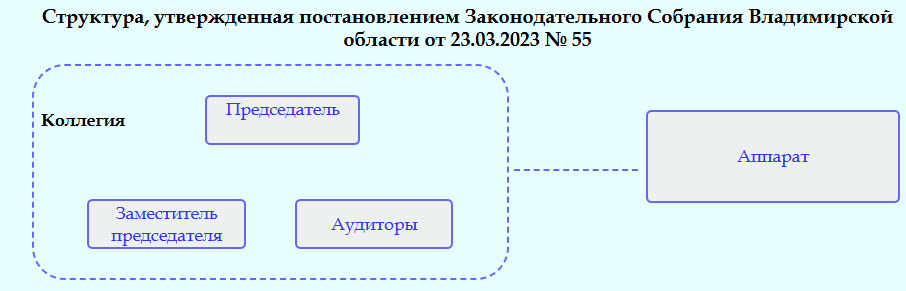 Структура, утвержденная постановлением Законодательного Собрания Владимирской
области от 23.03.2023 № 55
Коллегия
Председатель
Аппарат
Заместитель
председателя
Аудиторы